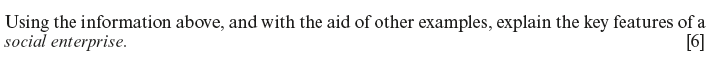 Using the information above, and with the aid of other examples, explain the key features of a
social enterprise. [6]